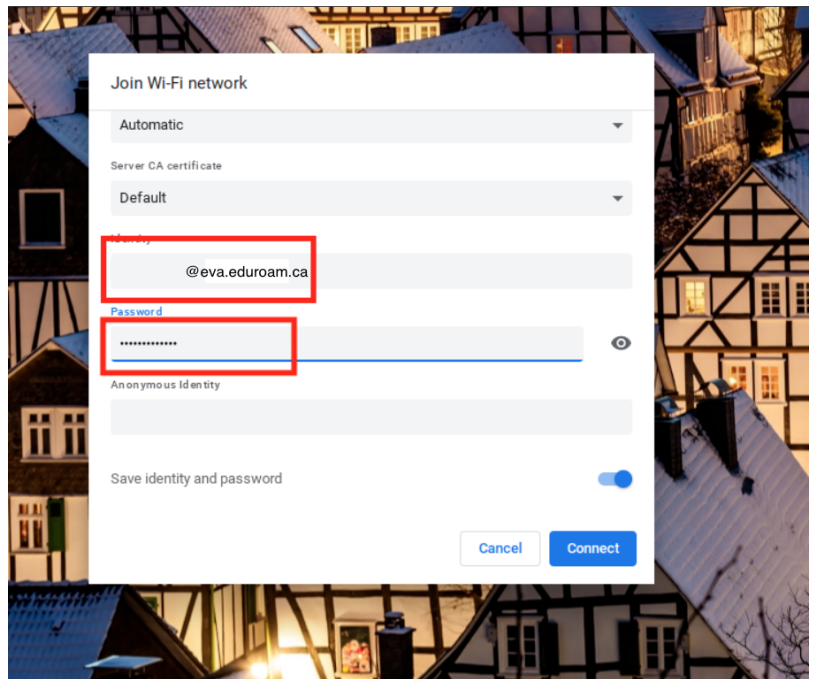 Join Wi-Fi network
Automatic
Server CA certificate
Default
Identity
@eva.eduroam.ca
Password
•••••••••••••
Anonymous Identity
Save identity and password
Cancel
Connect